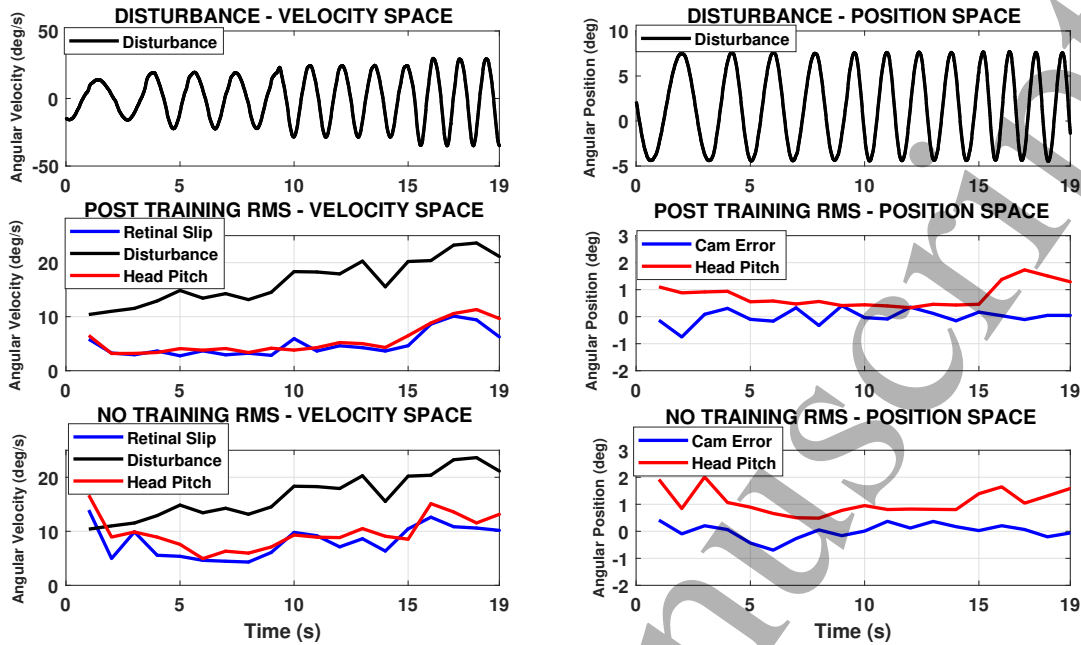 DISTURBANCE - VELOCITY SPACE
Angular Velocity (deg/s)
50
0
-50
Disturbance
0 5 10 15 19
DISTURBANCE - POSITION SPACE
Angular Position (deg)
10
5
0
-5
Disturbance
0 5 10 15 19
POST TRAINING RMS - VELOCITY SPACE
Angular Velocity (deg/s)
20
10
0
Retinal Slip
Disturbance
Head Pitch
0 5 10 15 19
POST TRAINING RMS - POSITION SPACE
Angular Position (deg)
3
2
1
0
-1
-2
Cam Error
Head Pitch
0 5 10 15 19
NO TRAINING RMS - VELOCITY SPACE
Angular Velocity (deg/s)
20
10
0
Retinal Slip
Disturbance
Head Pitch
0 5 10 15 19
Time (s)
NO TRAINING RMS - POSITION SPACE
Angular Position (deg)
3
2
1
0
-1
-2
Cam Error
Head Pitch
0 5 10 15 19
Time (s)
nuscrip